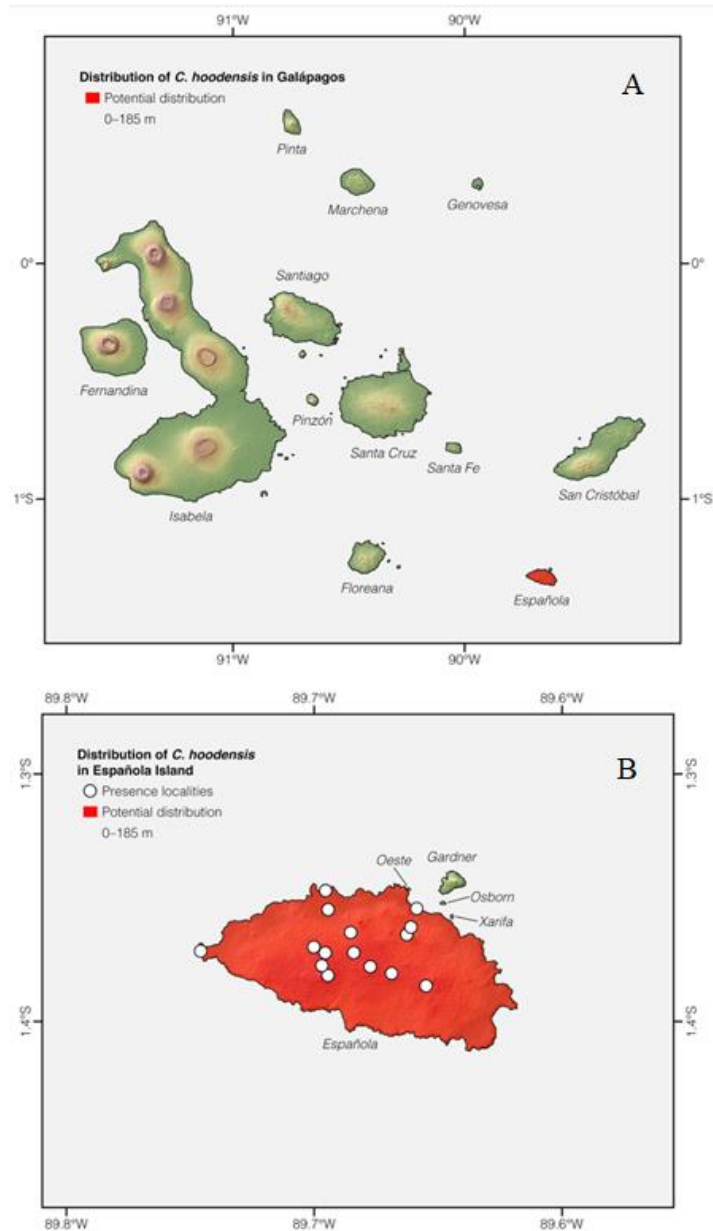 91°W 90°W
Distribution of C. hoodensis in Galápagos
A
Potential distribution
0–185 m
Pinta
Marchena
Genovesa
0° 0°
Santiago
Fernandina
Pinzón
Santa Cruz
Santa Fe
San Cristóbal
1°S 1°S
Isabela
Floreana
Española
91°W 90°W
89.8°W 89.7°W 89.6°W
Distribution of C. hoodensis
in Española Island
B
1.3°S 1.3°S
Presence localities
Potential distribution
0–185 m
Oeste
Gardner
Osborn
Xarifa
1.4°S 1.4°S
Española
89.8°W 89.7°W 89.6°W